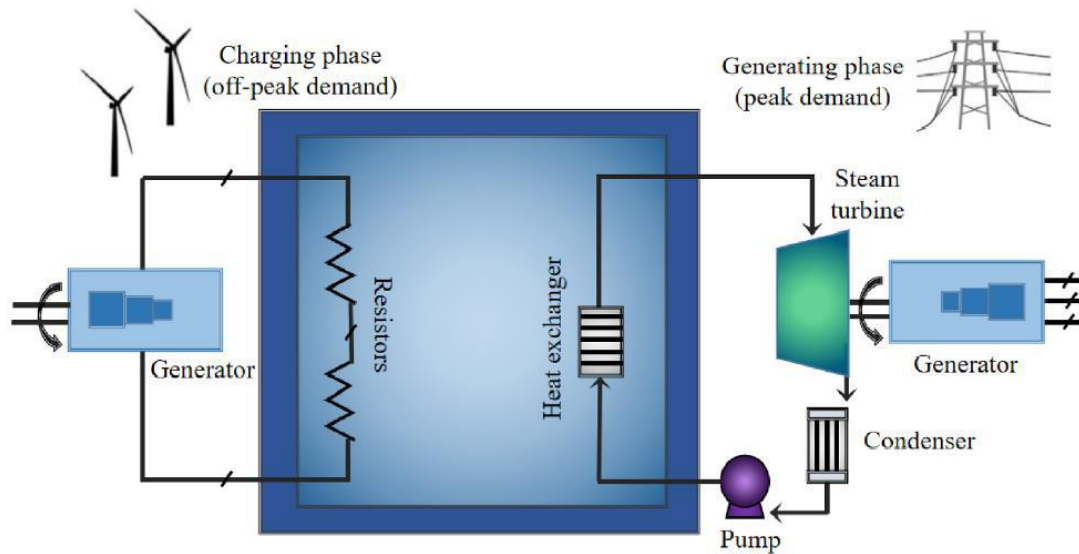 Charging phase
(off-peak demand)
Generating phase
(peak demand)
Steam
turbine
Resistors
Heat exchanger
Generator
Generator
Condenser
Pump